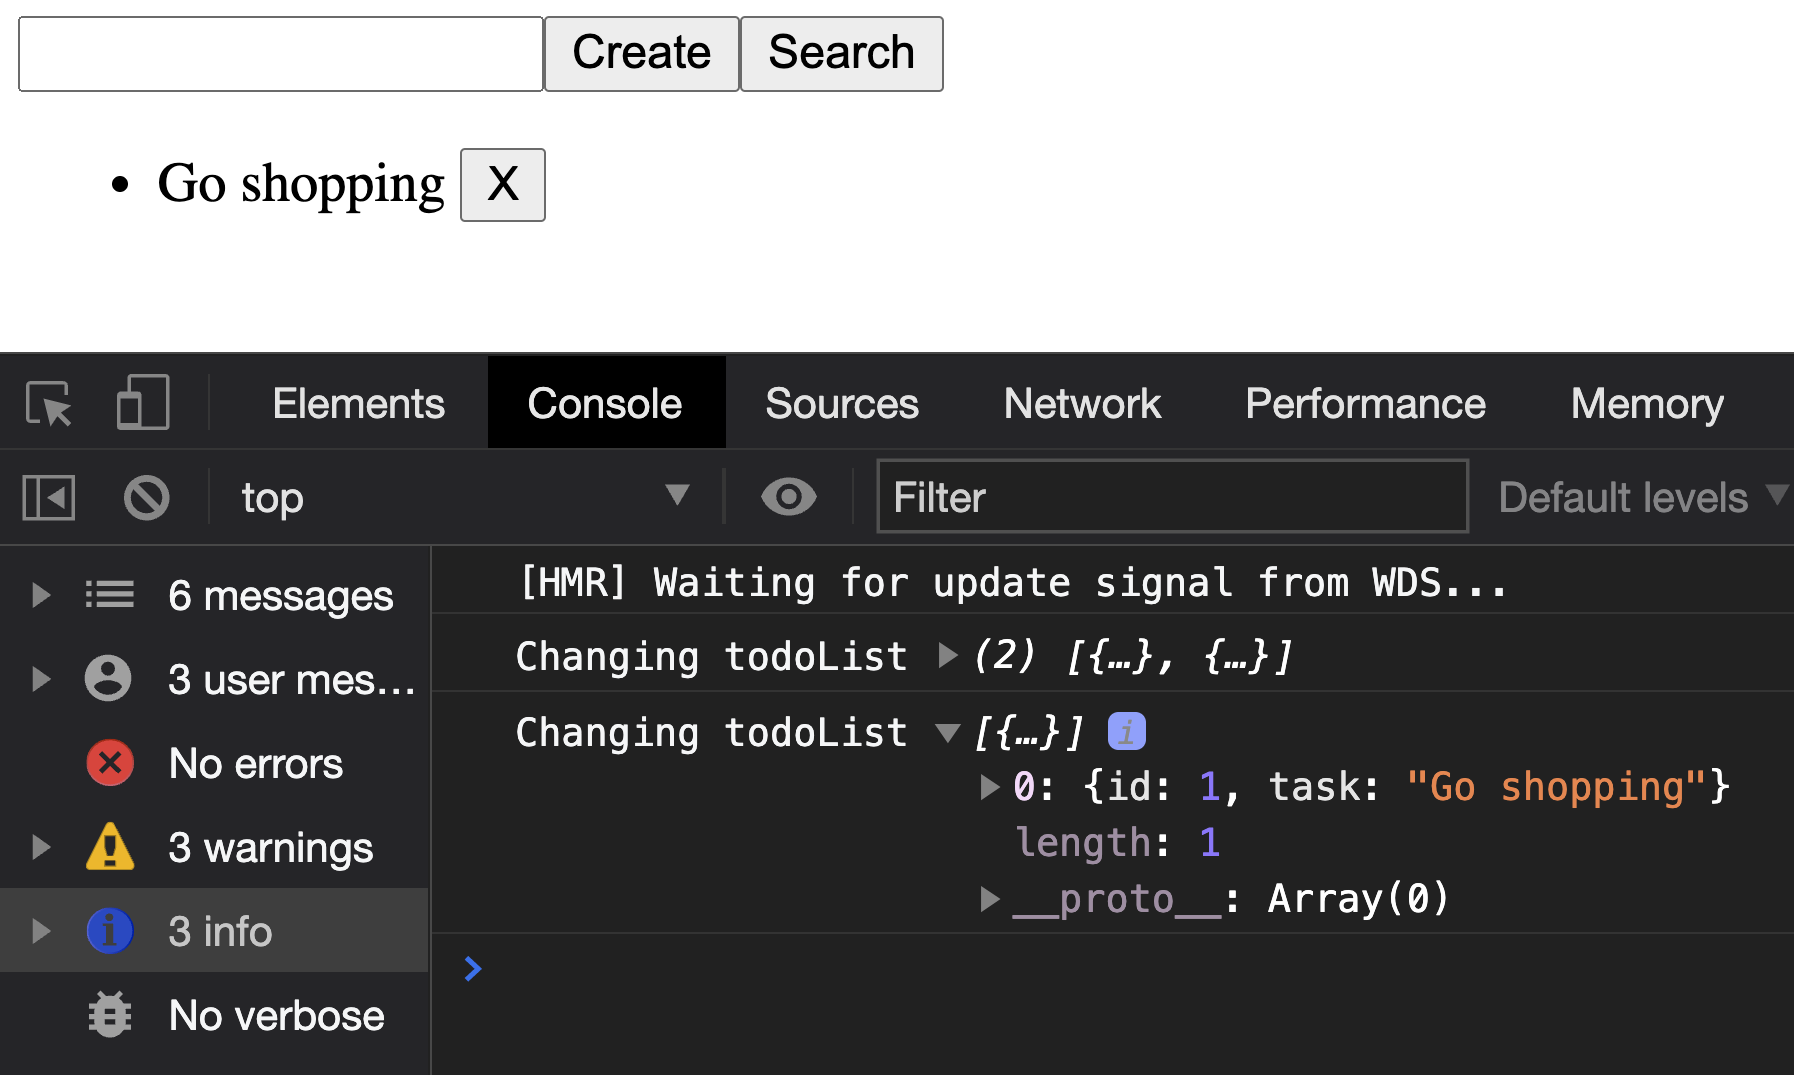 Create Search
• Go shopping X
Elements Console Sources Network Performance Memory
top ▼ Filter Default levels ▼
6 messages
3 user mes...
No errors
3 warnings
3 info
No verbose
[HMR] Waiting for update signal from WDS...
Changing todoList ▶ (2) [{…}, {…}]
Changing todoList ▼ [{…}] i
▶ 0: {id: 1, task: "Go shopping"}
length: 1
▶ __proto__: Array(0)
>